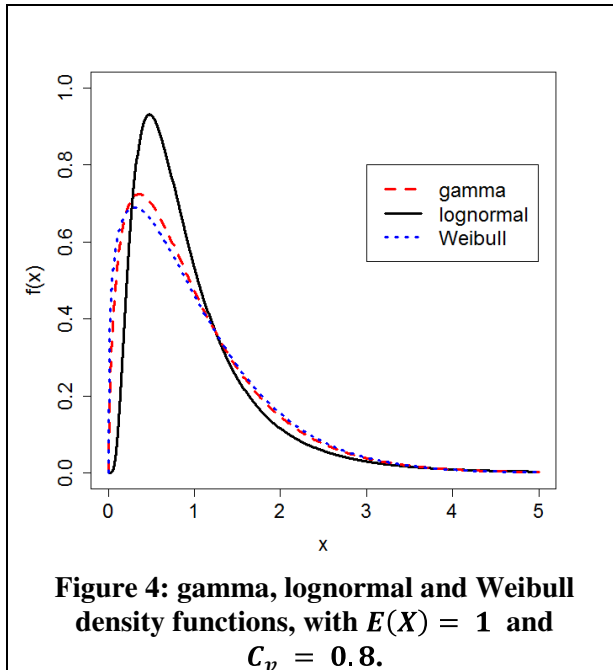 1.0
0.8
0.6
0.4
0.2
0.0
f(x)
gamma
lognormal
Weibull
0 1 2 3 4 5
x
Figure 4: gamma, lognormal and Weibull
density functions, with E(X) = 1 and
C_v = 0.8.